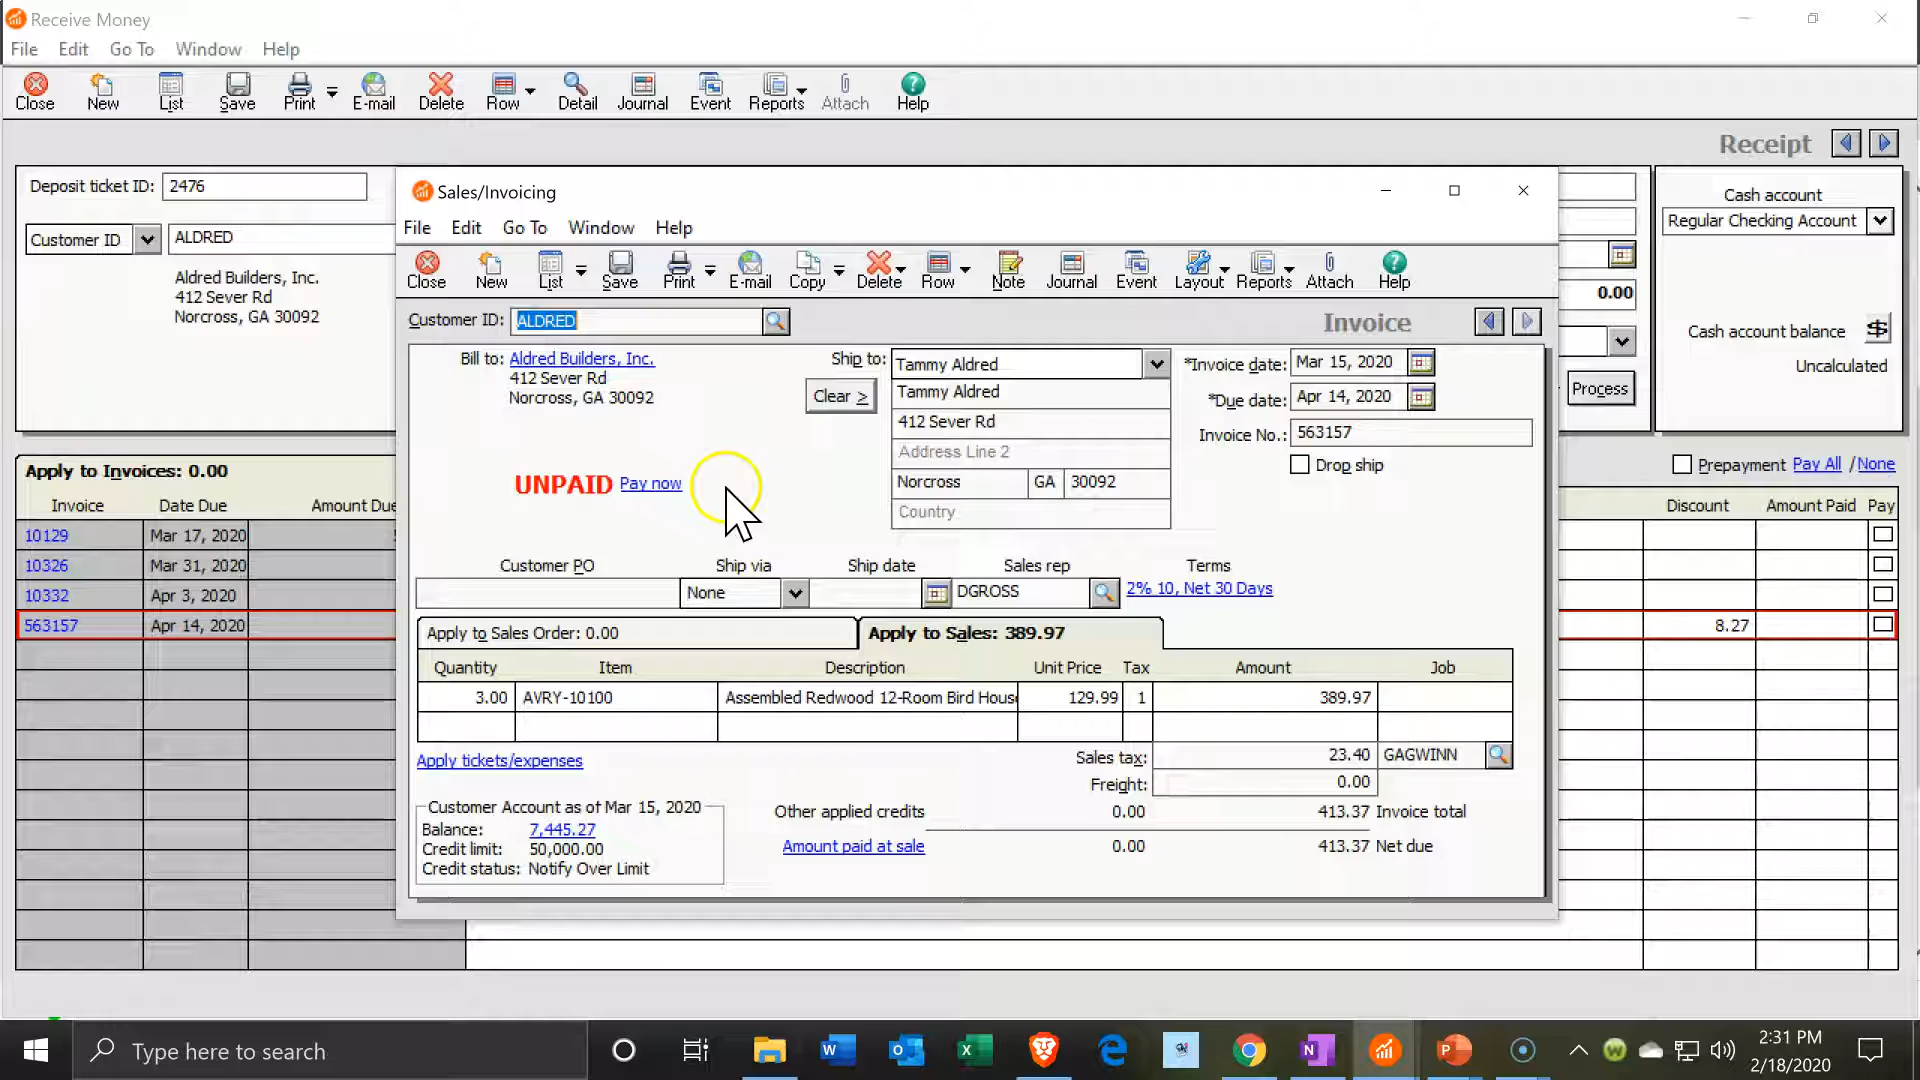 Receive Money
File Edit Go To Window Help
Close New List Save Print E-mail Delete Row Detail Journal Event Reports Attach Help
Receipt
Deposit ticket ID: 2476
Customer ID ALDRED
Aldred Builders, Inc.
412 Sever Rd
Norcross, GA 30092
Cash account
Regular Checking Account
0.00
Cash account balance
Uncalculated
Process
Apply to Invoices: 0.00
Prepayment Pay All / None
Invoice Date Due Amount Due Discount Amount Paid Pay
10129 Mar 17, 2020
10326 Mar 31, 2020
10332 Apr 3, 2020
563157 Apr 14, 2020 8.27
Sales/Invoicing
File Edit Go To Window Help
Close New List Save Print E-mail Copy Delete Row Note Journal Event Layout Reports Attach Help
Customer ID: ALDRED Invoice
Bill to: Aldred Builders, Inc.
412 Sever Rd
Norcross, GA 30092
Ship to: Tammy Aldred
Clear >
Tammy Aldred
412 Sever Rd
Address Line 2
Norcross GA 30092
Country
*Invoice date: Mar 15, 2020
*Due date: Apr 14, 2020
Invoice No.: 563157
Drop ship
UNPAID Pay now
Customer PO Ship via Ship date Sales rep Terms
None DGROSS 2% 10, Net 30 Days
Apply to Sales Order: 0.00 Apply to Sales: 389.97
Quantity Item Description Unit Price Tax Amount Job
3.00 AVRY-10100 Assembled Redwood 12-Room Bird Hous 129.99 1 389.97
Apply tickets/expenses
Sales tax: 23.40 GAGWINN
Freight: 0.00
Customer Account as of Mar 15, 2020
Balance: 7,445.27
Credit limit: 50,000.00
Credit status: Notify Over Limit
Other applied credits 0.00 413.37 Invoice total
Amount paid at sale 0.00 413.37 Net due
Type here to search
2:31 PM
2/18/2020